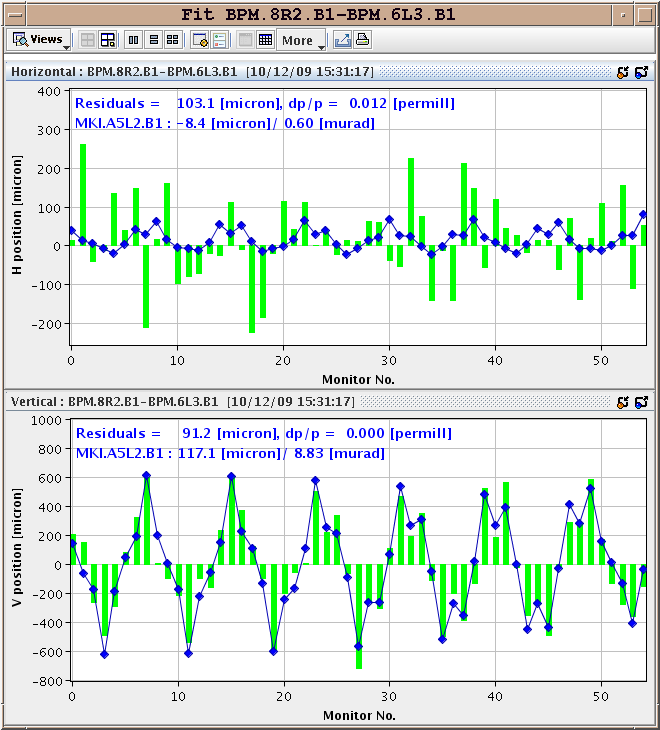 Fit BPM.8R2.B1-BPM.6L3.B1
Views More
Horizontal : BPM.8R2.B1-BPM.6L3.B1 [10/12/09 15:31:17]
Residuals = 103.1 [micron], dp/p = 0.012 [permill]
MKI.A5L2.B1 : -8.4 [micron]/ 0.60 [murad]
H position [micron]
400
300
200
100
0
-100
-200
0 10 20 30 40 50
Monitor No.
Vertical : BPM.8R2.B1-BPM.6L3.B1 [10/12/09 15:31:17]
Residuals = 91.2 [micron], dp/p = 0.000 [permill]
MKI.A5L2.B1 : 117.1 [micron]/ 8.83 [murad]
V position [micron]
1000
800
600
400
200
0
-200
-400
-600
-800
0 10 20 30 40 50
Monitor No.